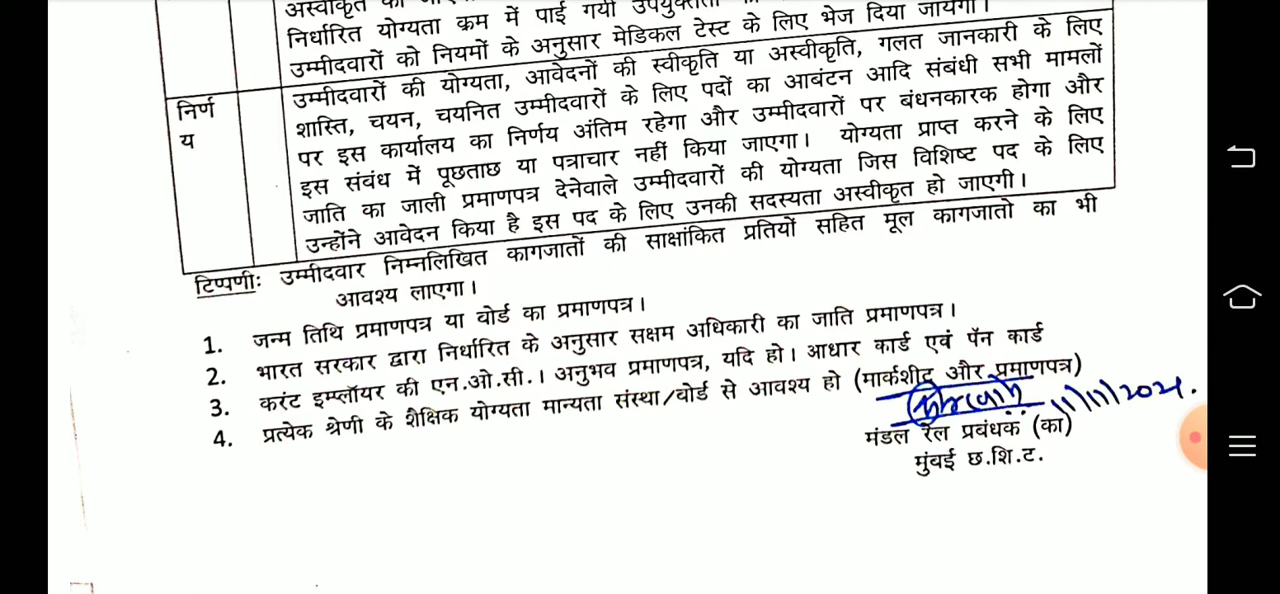 निर्धारित योग्यता क्रम में पाई गयी उपयुक्तता
उम्मीदवारों को नियमों के अनुसार मेडिकल टेस्ट के लिए भेज दिया जायेगा।
निर्ण
य
उम्मीदवारों की योग्यता, आवेदनों की स्वीकृति या अस्वीकृति, गलत जानकारी के लिए
शास्ति, चयन, चयनित उम्मीदवारों के लिए पदों का आबंटन आदि संबंधी सभी मामलों
पर इस कार्यालय का निर्णय अंतिम रहेगा और उम्मीदवारों पर बंधनकारक होगा और
इस संबंध में पूछताछ या पत्राचार नहीं किया जाएगा। योग्यता प्राप्त करने के लिए
जाति का जाली प्रमाणपत्र देनेवाले उम्मीदवारों की योग्यता जिस विशिष्ट पद के लिए
उन्होंने आवेदन किया है इस पद के लिए उनकी सदस्यता अस्वीकृत हो जाएगी।
टिप्पणीः उम्मीदवार निम्नलिखित कागजातों की साक्षांकित प्रतियों सहित मूल कागजातो का भी
आवश्य लाएगा।
1. जन्म तिथि प्रमाणपत्र या बोर्ड का प्रमाणपत्र।
2. भारत सरकार द्वारा निर्धारित के अनुसार सक्षम अधिकारी का जाति प्रमाणपत्र।
3. करंट इम्प्लॉयर की एन.ओ.सी.। अनुभव प्रमाणपत्र, यदि हो। आधार कार्ड एवं पॅन कार्ड
4. प्रत्येक श्रेणी के शैक्षिक योग्यता मान्यता संस्था/बोर्ड से आवश्य हो (मार्कशीट और प्रमाणपत्र)
11/11/2021.
मंडल रेल प्रबंधक (का)
मुंबई छ.शि.ट.